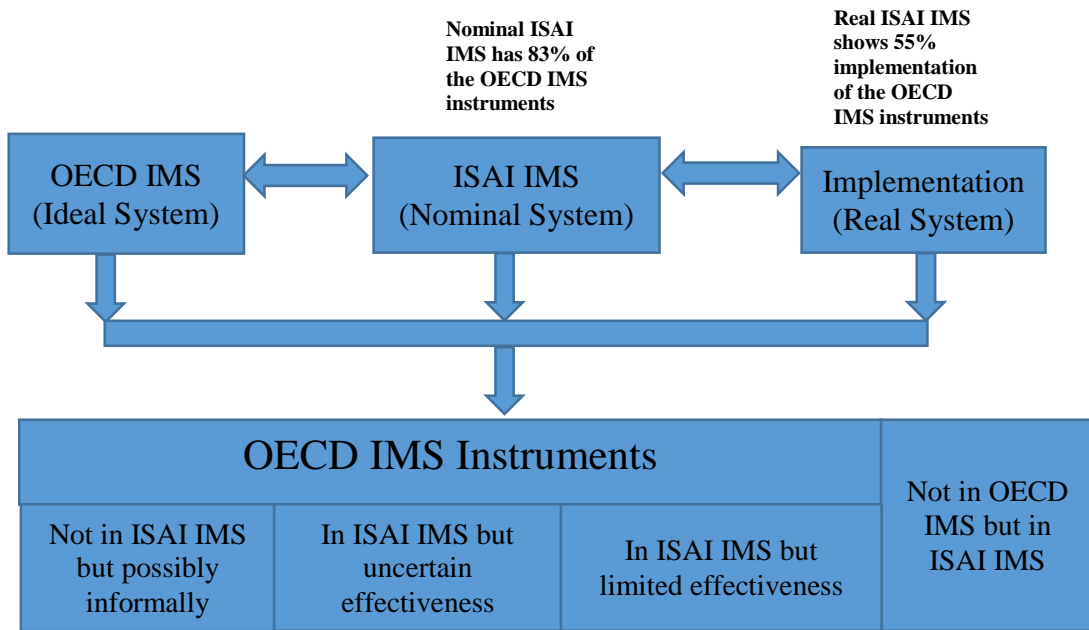 Nominal ISAI
IMS has 83% of
the OECD IMS
instruments
Real ISAI IMS
shows 55%
implementation
of the OECD
IMS instruments
OECD IMS
(Ideal System)
ISAI IMS
(Nominal System)
Implementation
(Real System)
OECD IMS Instruments
Not in OECD
IMS but in
ISAI IMS
Not in ISAI IMS
but possibly
informally
In ISAI IMS but
uncertain
effectiveness
In ISAI IMS but
limited effectiveness